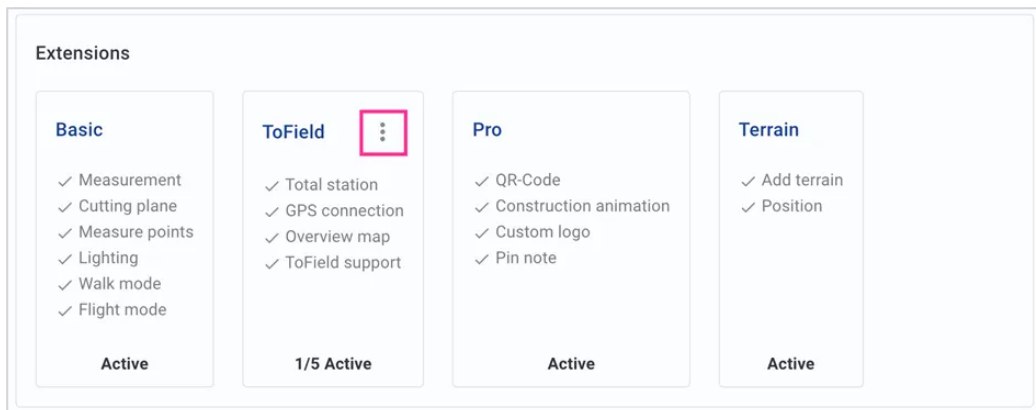 Extensions
Basic
Measurement
Cutting plane
Measure points
Lighting
Walk mode
Flight mode
Active
ToField
Total station
GPS connection
Overview map
ToField support
1/5 Active
Pro
QR-Code
Construction animation
Custom logo
Pin note
Active
Terrain
Add terrain
Position
Active